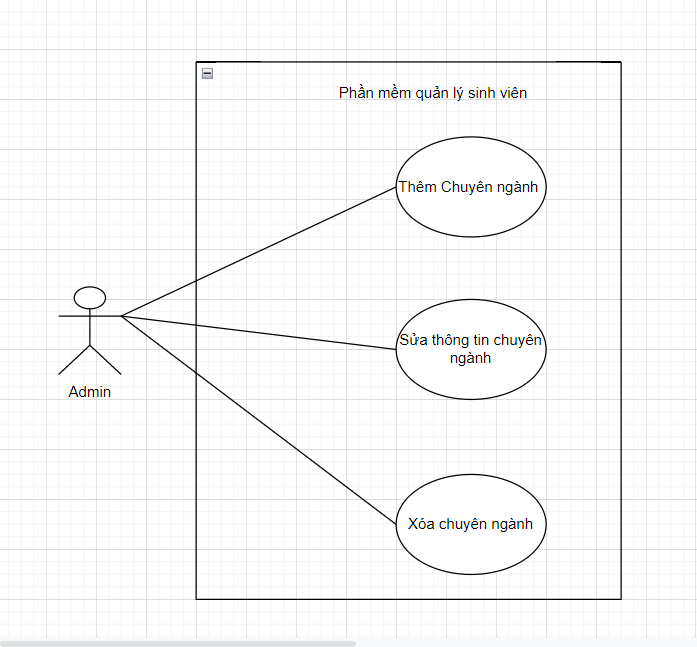 Phần mềm quản lý sinh viên
Thêm Chuyên ngành
Sửa thông tin chuyên
ngành
Admin
Xóa chuyên ngành